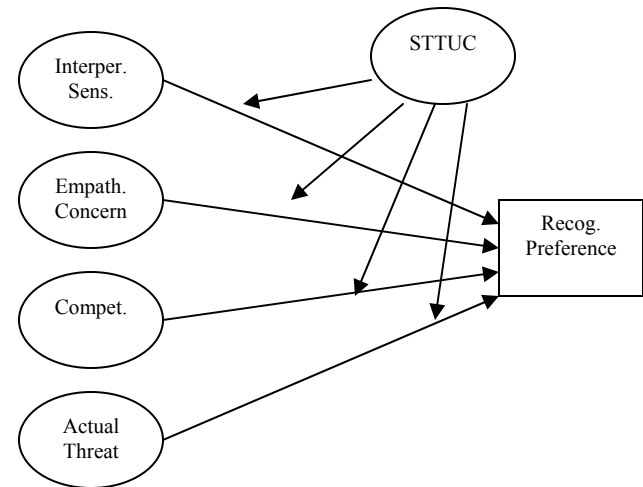 STTUC
Interper.
Sens.
Empath.
Concern
Recog.
Preference
Compet.
Actual
Threat